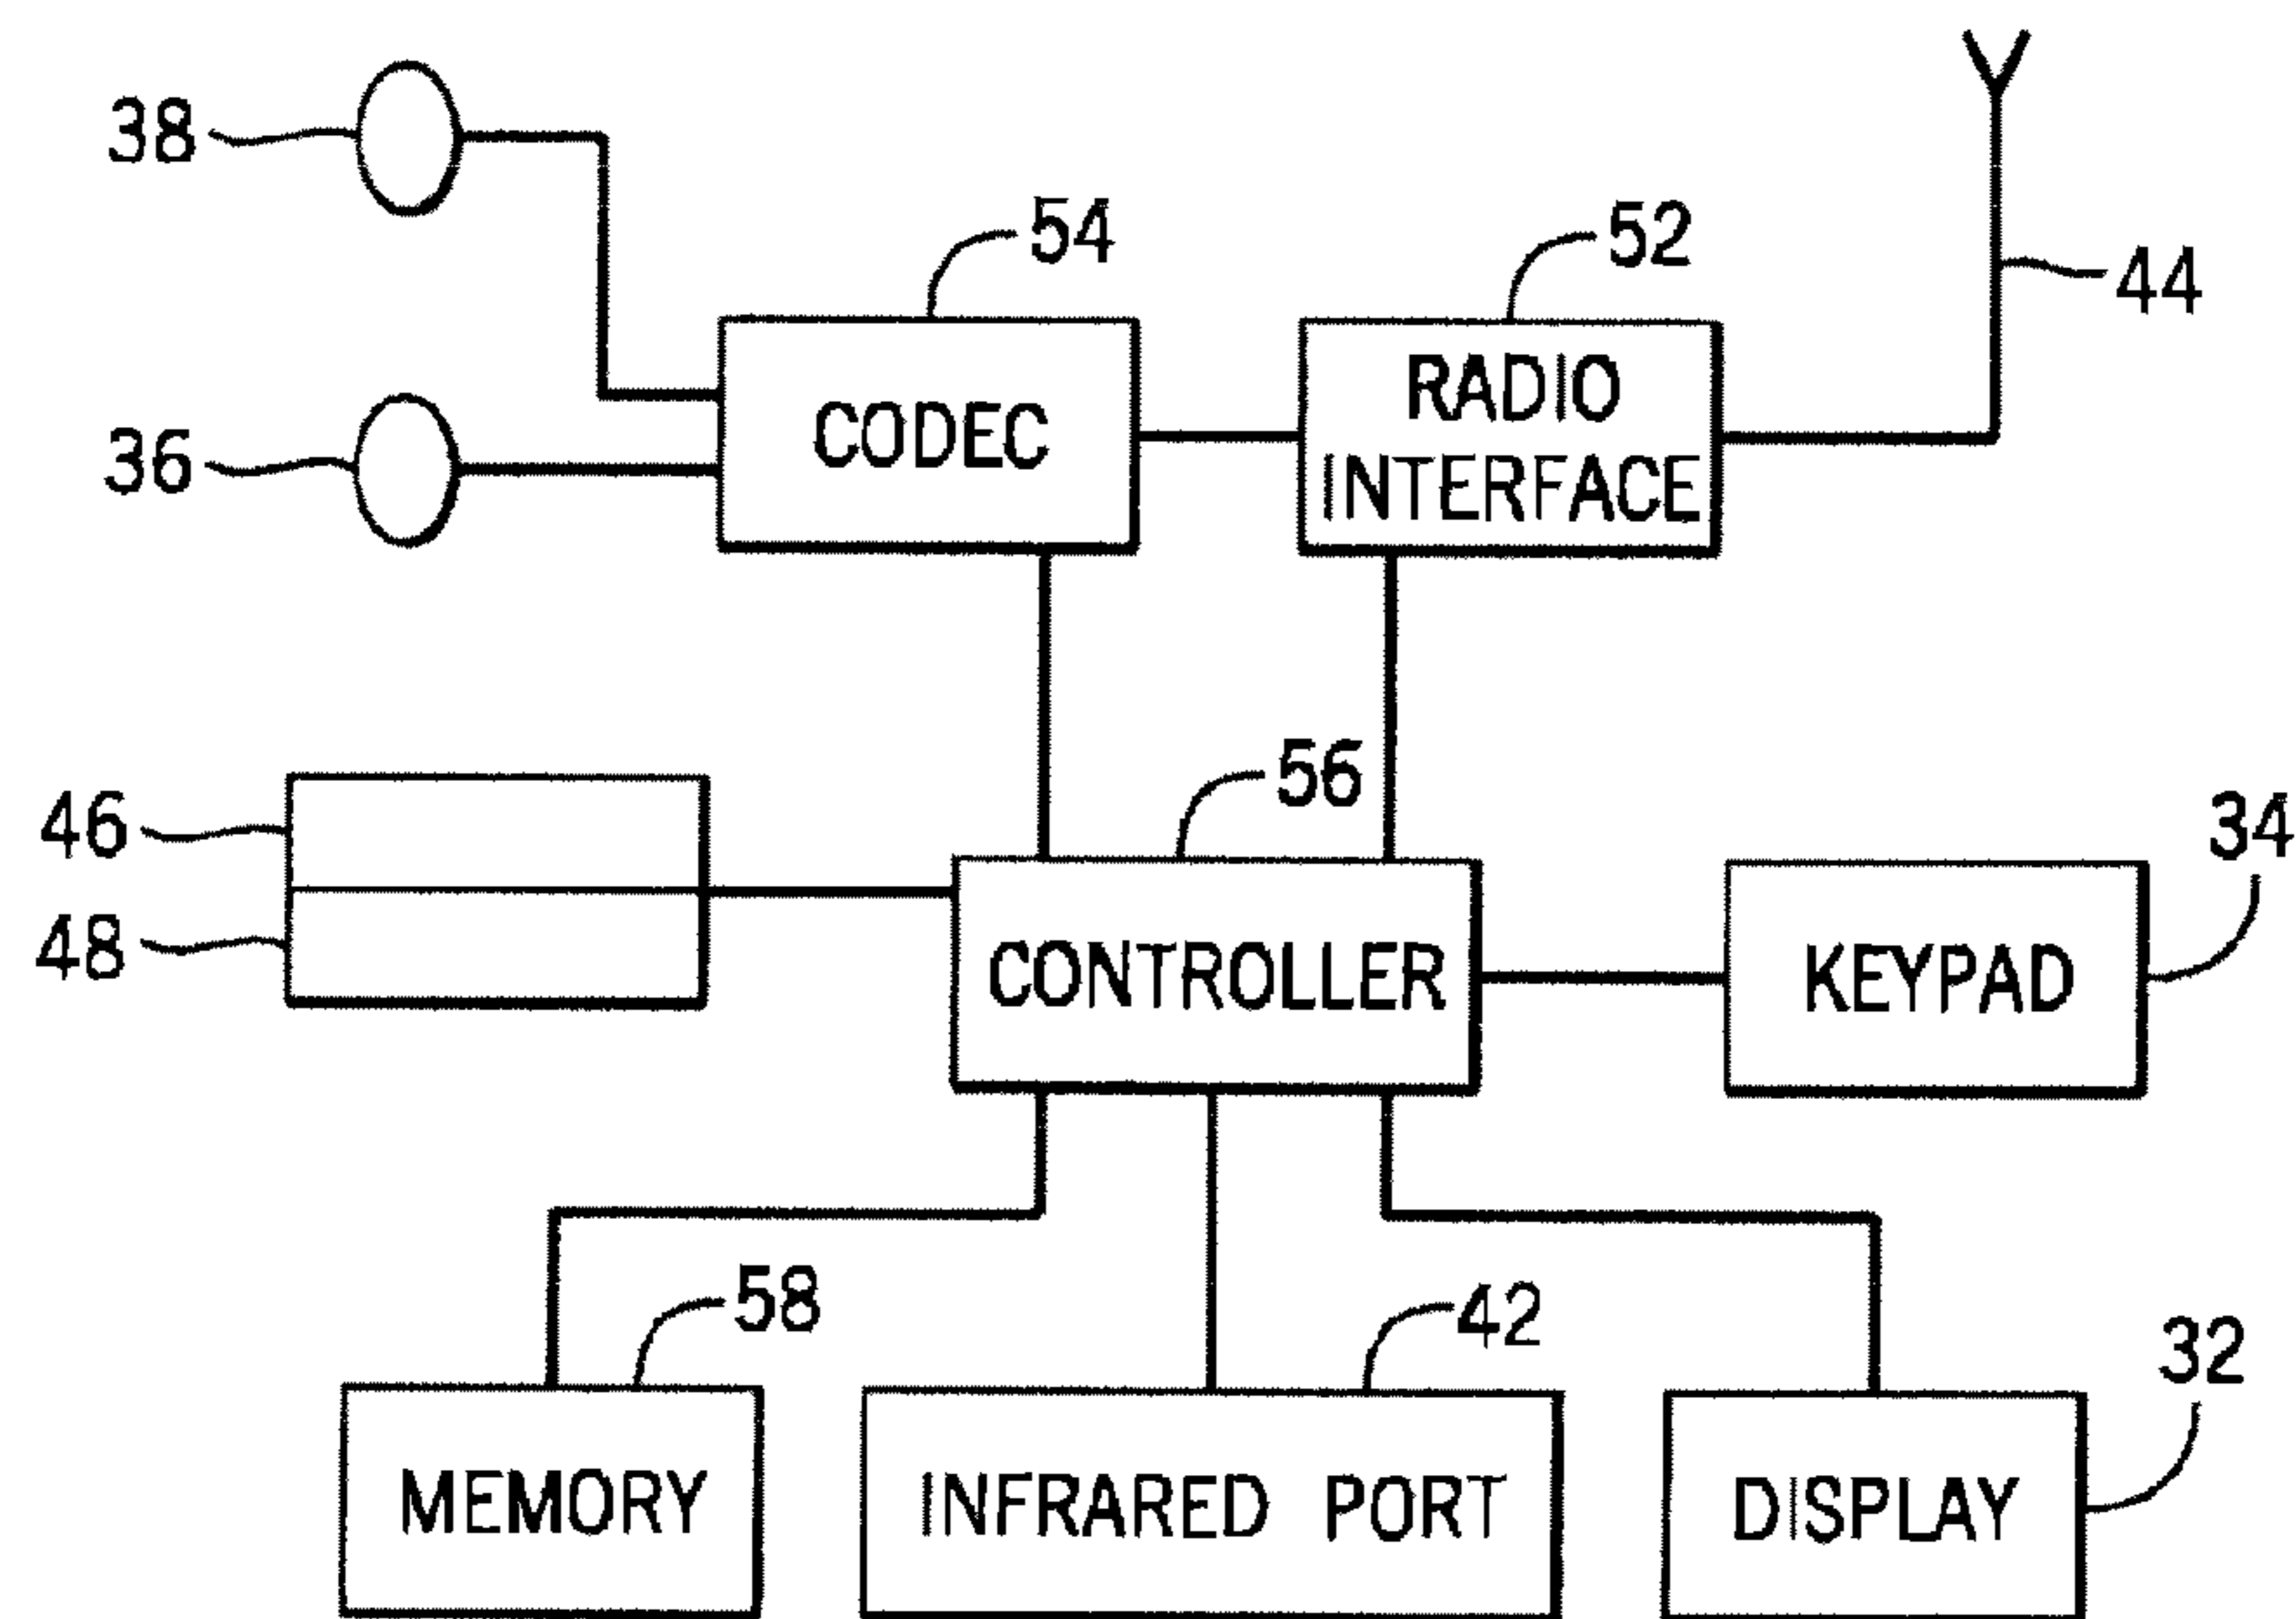 38
54
52
44
RADIO
INTERFACE
CODEC
36
56
46
34
48
CONTROLLER
KEYPAD
58
42
32
MEMORY
INFRARED PORT
DISPLAY